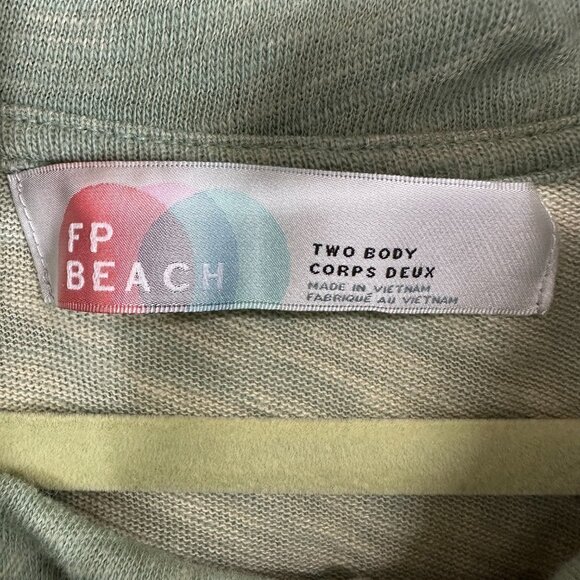 FP
BEACH
TWO BODY
CORPS DEUX
MADE IN VIETNAM
FABRIQUÉ AU VIETNAM